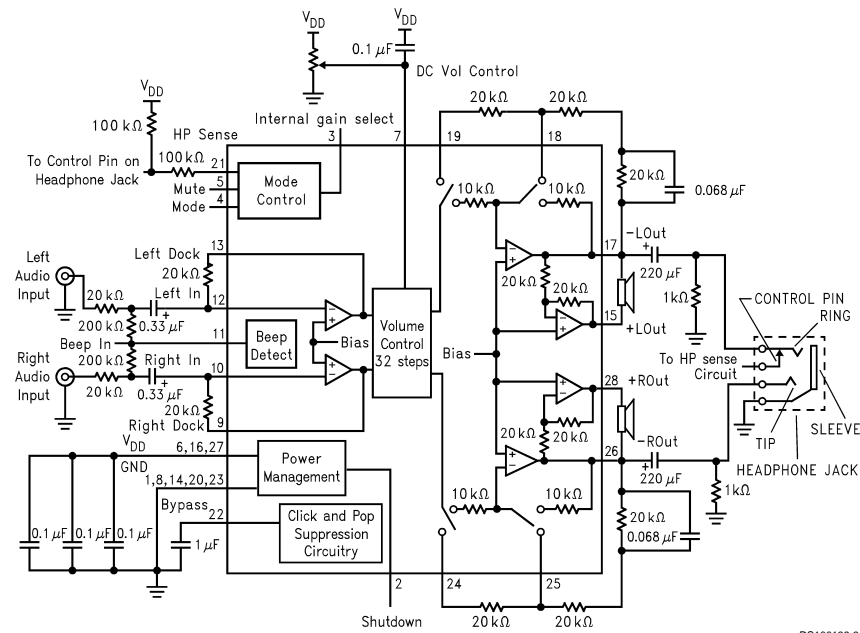 VDD
VDD
0.1 µF
DC Vol Control
VDD
100 kΩ
HP Sense
Internal gain select
3
7
19
20 kΩ
20 kΩ
18
To Control Pin on
Headphone Jack
100 kΩ
21
5
4
Mute
Mode
Mode
Control
10 kΩ
10 kΩ
20 kΩ
0.068 µF
Left
Audio
Input
Left Dock
13
20 kΩ
20 kΩ
Left In
12
200 kΩ
0.33 µF
+
Beep In
11
Beep
Detect
Bias
Volume
Control
32 steps
200 kΩ
Right In
10
Right
Audio
Input
20 kΩ
0.33 µF
+
20 kΩ
Right Dock
9
17
-LOut
+
220 µF
20 kΩ
20 kΩ
15
+LOut
1kΩ
Bias
CONTROL PIN
RING
To HP sense
Circuit
TIP
SLEEVE
HEADPHONE JACK
28
+ROut
20 kΩ
20 kΩ
26
-ROut
+
220 µF
1kΩ
VDD
6,16,27
GND
1,8,14,20,23
Power
Management
Bypass
22
Click and Pop
Suppression
Circuitry
0.1 µF
0.1 µF
0.1 µF
1 µF
10 kΩ
10 kΩ
20 kΩ
0.068 µF
2
24
25
Shutdown
20 kΩ
20 kΩ